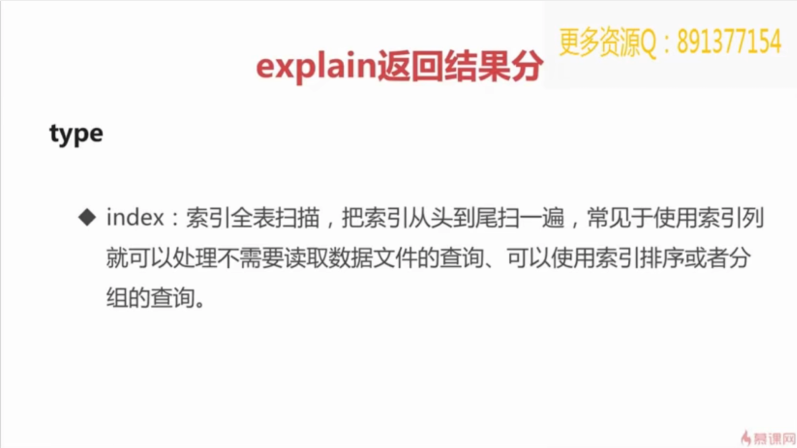 更多资源Q：891377154
explain返回结果分
type
◆ index：索引全表扫描，把索引从头到尾扫一遍，常见于使用索引列
就可以处理不需要读取数据文件的查询、可以使用索引排序或者分
组的查询。
慕课网